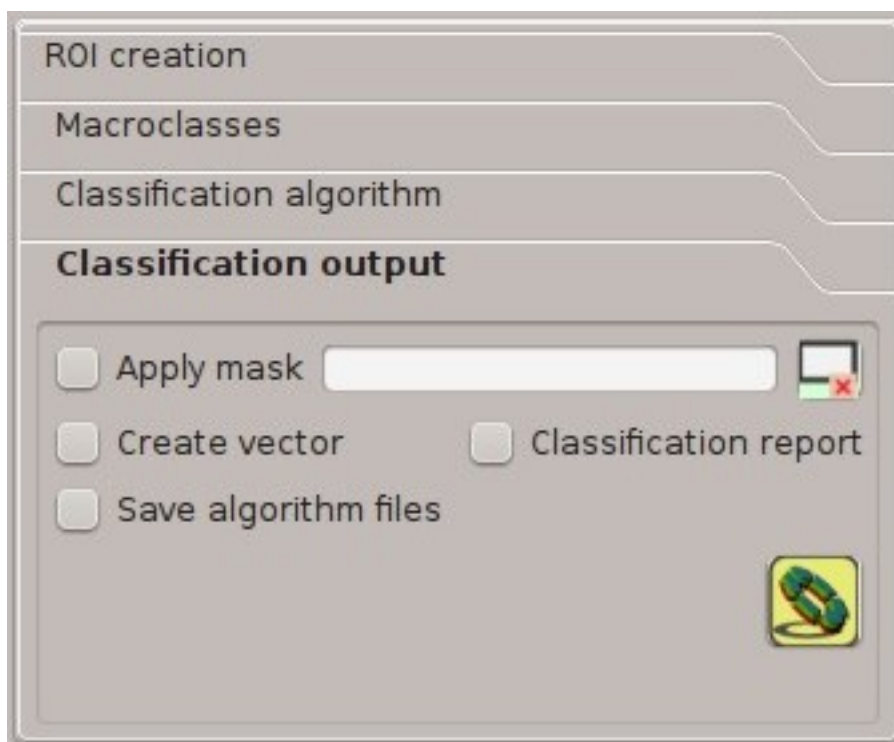 ROI creation
Macroclasses
Classification algorithm
Classification output
Apply mask
Create vector Classification report
Save algorithm files